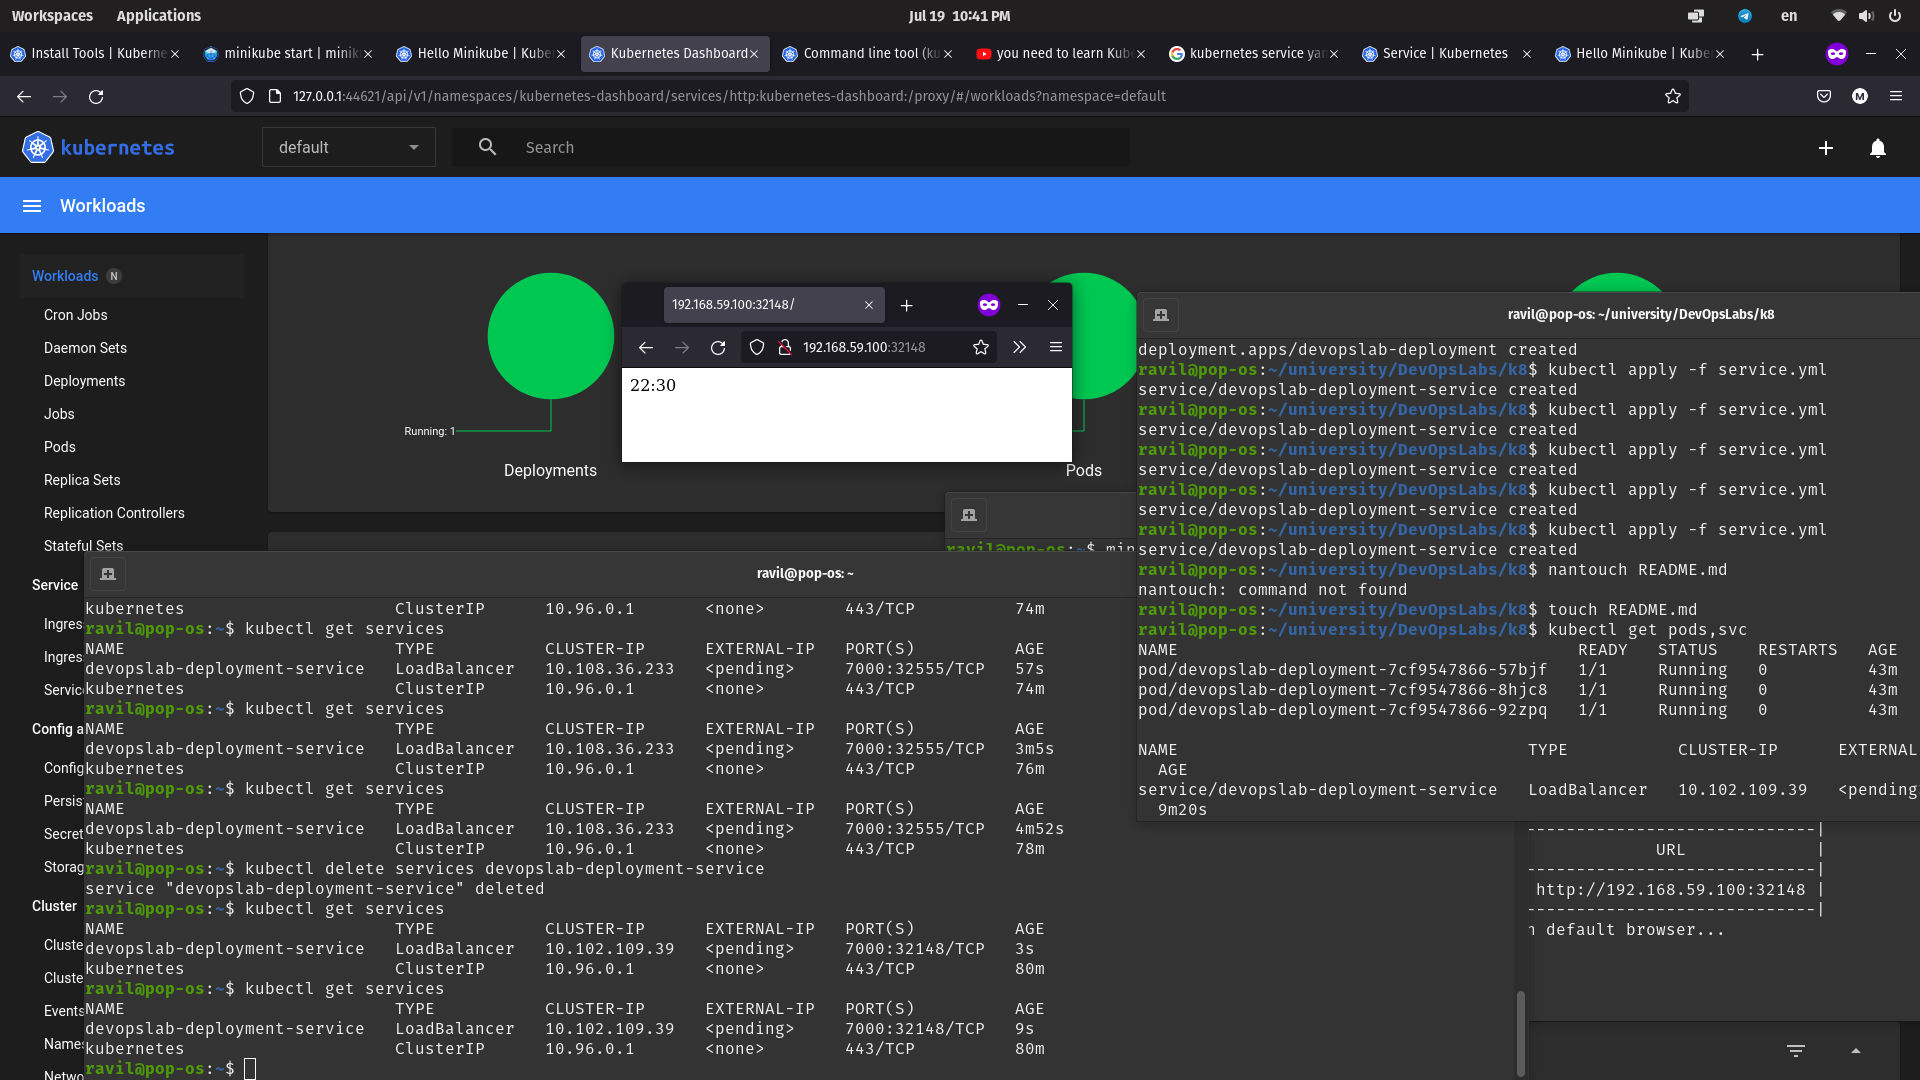 Workspaces Applications Jul 19 10:41 PM en
Install Tools | Kuberne minikube start | minik Hello Minikube | Kube Kubernetes Dashboard Command line tool (ku you need to learn Kub kubernetes service yan Service | Kubernetes Hello Minikube | Kube
127.0.0.1:44621/api/v1/namespaces/kubernetes-dashboard/services/http:kubernetes-dashboard:/proxy/#/workloads?namespace=default M
kubernetes default Search
Workloads
Workloads N
Cron Jobs
Daemon Sets
Deployments
Jobs
Pods
Replica Sets
Replication Controllers
Stateful Sets
Service
Ingres
Ingres
Servic
Config a
Config
Persis
Secret
Storag
Cluster
Cluste
Cluste
Events
Names
Netwo
Running: 1
Deployments
Pods
192.168.59.100:32148/
192.168.59.100:32148
22:30
ravil@pop-os:~$ min
ravil@pop-os: ~/university/DevOpsLabs/k8
deployment.apps/devopslab-deployment created
ravil@pop-os:~/university/DevOpsLabs/k8$ kubectl apply -f service.yml
service/devopslab-deployment-service created
ravil@pop-os:~/university/DevOpsLabs/k8$ kubectl apply -f service.yml
service/devopslab-deployment-service created
ravil@pop-os:~/university/DevOpsLabs/k8$ kubectl apply -f service.yml
service/devopslab-deployment-service created
ravil@pop-os:~/university/DevOpsLabs/k8$ kubectl apply -f service.yml
service/devopslab-deployment-service created
ravil@pop-os:~/university/DevOpsLabs/k8$ kubectl apply -f service.yml
service/devopslab-deployment-service created
ravil@pop-os:~/university/DevOpsLabs/k8$ nantouch README.md
nantouch: command not found
ravil@pop-os:~/university/DevOpsLabs/k8$ touch README.md
ravil@pop-os:~/university/DevOpsLabs/k8$ kubectl get pods,svc
NAME READY STATUS RESTARTS AGE
pod/devopslab-deployment-7cf9547866-57bjf 1/1 Running 0 43m
pod/devopslab-deployment-7cf9547866-8hjc8 1/1 Running 0 43m
pod/devopslab-deployment-7cf9547866-92zpq 1/1 Running 0 43m
NAME TYPE CLUSTER-IP EXTERNAL
AGE
service/devopslab-deployment-service LoadBalancer 10.102.109.39 <pending>
9m20s
-----------------------------|
URL |
-----------------------------|
http://192.168.59.100:32148 |
-----------------------------|
n default browser...
ravil@pop-os: ~
kubernetes ClusterIP 10.96.0.1 <none> 443/TCP 74m
ravil@pop-os:~$ kubectl get services
NAME TYPE CLUSTER-IP EXTERNAL-IP PORT(S) AGE
devopslab-deployment-service LoadBalancer 10.108.36.233 <pending> 7000:32555/TCP 57s
kubernetes ClusterIP 10.96.0.1 <none> 443/TCP 74m
ravil@pop-os:~$ kubectl get services
NAME TYPE CLUSTER-IP EXTERNAL-IP PORT(S) AGE
devopslab-deployment-service LoadBalancer 10.108.36.233 <pending> 7000:32555/TCP 3m5s
kubernetes ClusterIP 10.96.0.1 <none> 443/TCP 76m
ravil@pop-os:~$ kubectl get services
NAME TYPE CLUSTER-IP EXTERNAL-IP PORT(S) AGE
devopslab-deployment-service LoadBalancer 10.108.36.233 <pending> 7000:32555/TCP 4m52s
kubernetes ClusterIP 10.96.0.1 <none> 443/TCP 78m
ravil@pop-os:~$ kubectl delete services devopslab-deployment-service
service "devopslab-deployment-service" deleted
ravil@pop-os:~$ kubectl get services
NAME TYPE CLUSTER-IP EXTERNAL-IP PORT(S) AGE
devopslab-deployment-service LoadBalancer 10.102.109.39 <pending> 7000:32148/TCP 3s
kubernetes ClusterIP 10.96.0.1 <none> 443/TCP 80m
ravil@pop-os:~$ kubectl get services
NAME TYPE CLUSTER-IP EXTERNAL-IP PORT(S) AGE
devopslab-deployment-service LoadBalancer 10.102.109.39 <pending> 7000:32148/TCP 9s
kubernetes ClusterIP 10.96.0.1 <none> 443/TCP 80m
ravil@pop-os:~$